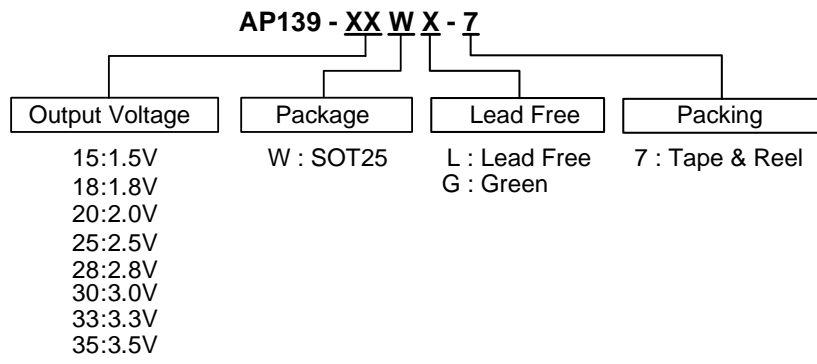 AP139 - XX W X - 7
Output Voltage Package Lead Free Packing
15:1.5V W : SOT25 L : Lead Free 7 : Tape & Reel
18:1.8V G : Green
20:2.0V
25:2.5V
28:2.8V
30:3.0V
33:3.3V
35:3.5V